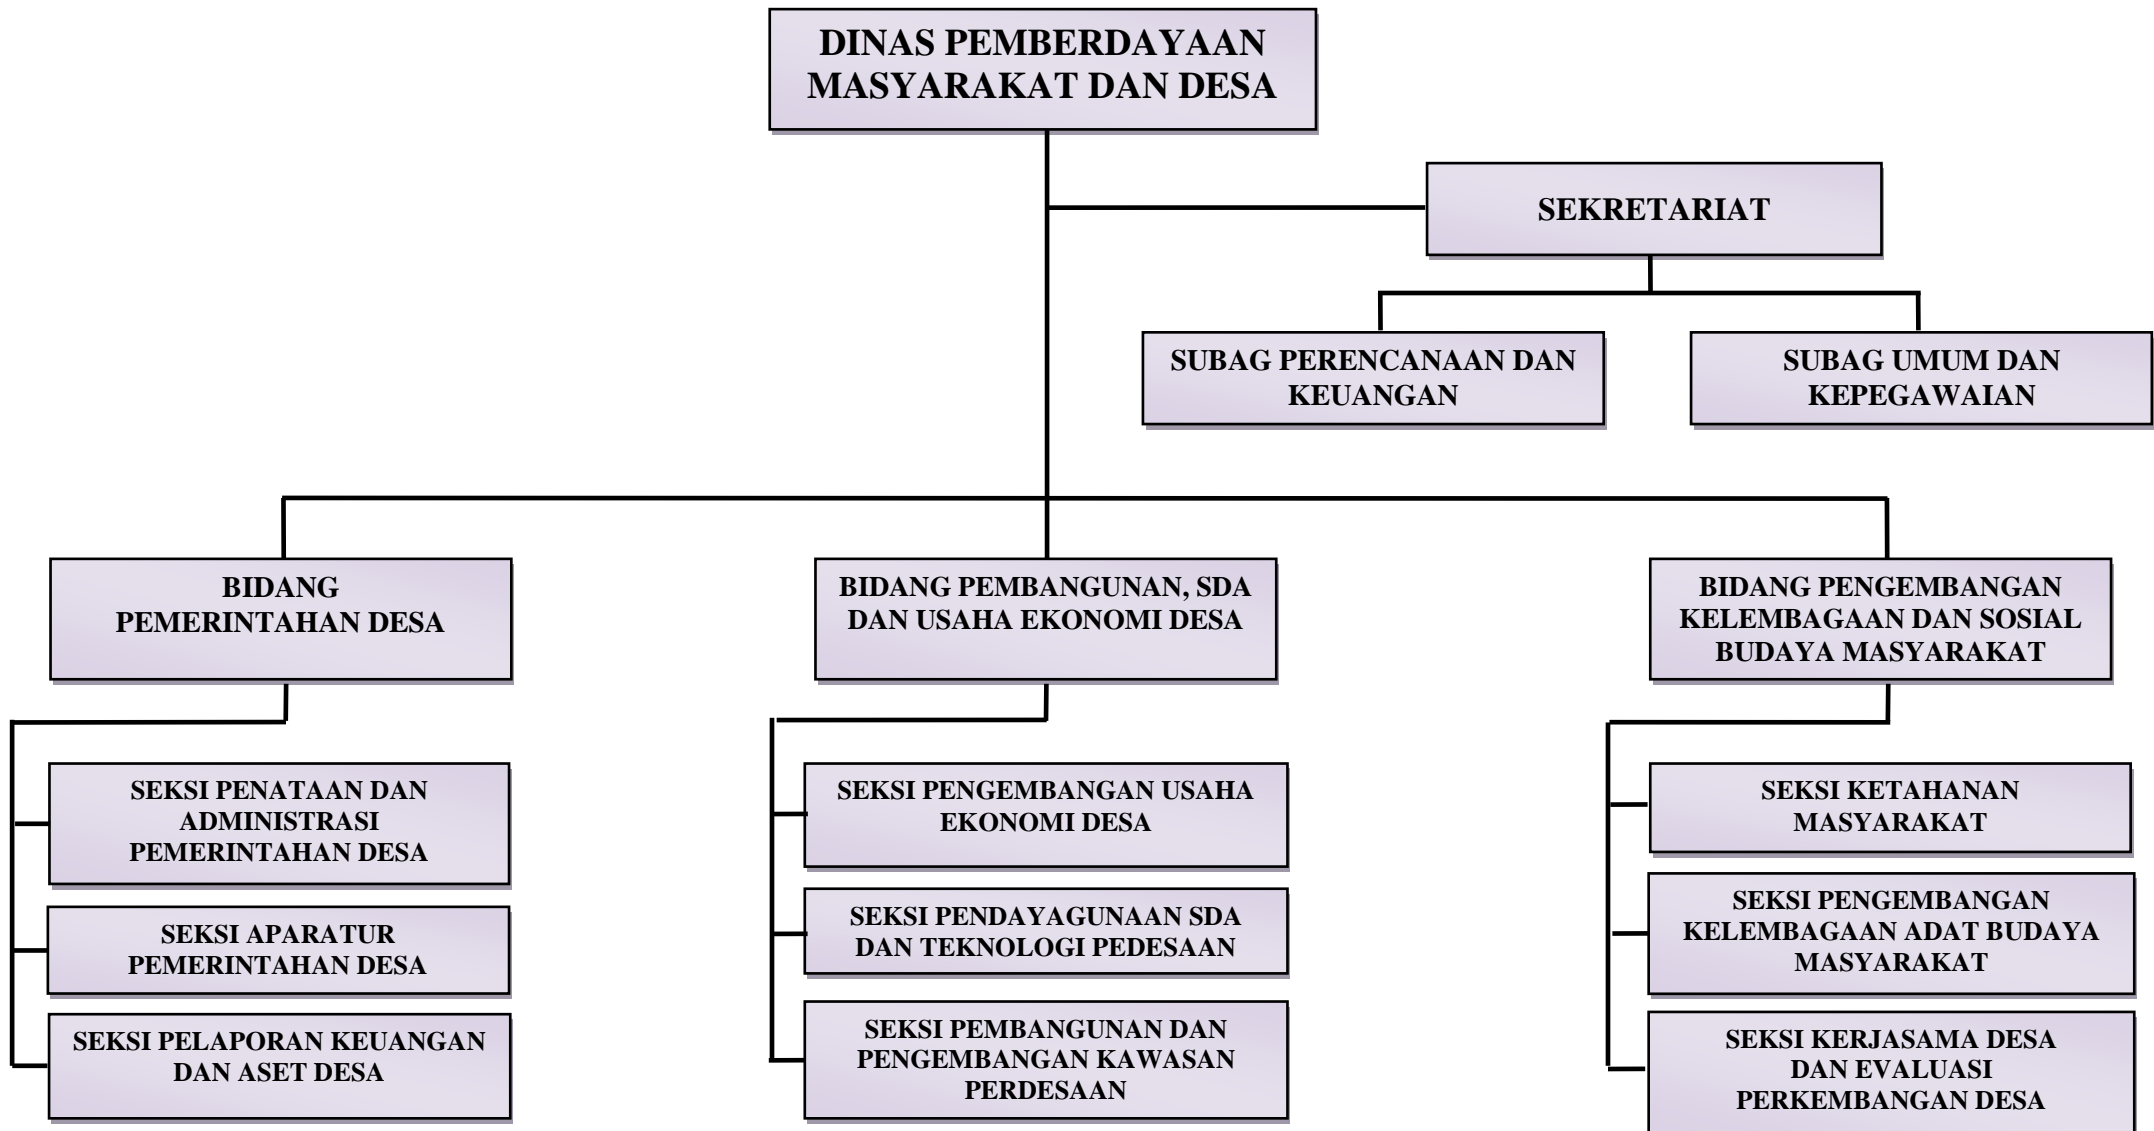 DINAS PEMBERDAYAAN
MASYARAKAT DAN DESA
SEKRETARIAT
SUBAG PERENCANAAN DAN
KEUANGAN
SUBAG UMUM DAN
KEPEGAWAIAN
BIDANG
PEMERINTAHAN DESA
SEKSI PENATAAN DAN
ADMINISTRASI
PEMERINTAHAN DESA
SEKSI APARATUR
PEMERINTAHAN DESA
SEKSI PELAPORAN KEUANGAN
DAN ASET DESA
BIDANG PEMBANGUNAN, SDA
DAN USAHA EKONOMI DESA
SEKSI PENGEMBANGAN USAHA
EKONOMI DESA
SEKSI PENDAYAGUNAAN SDA
DAN TEKNOLOGI PEDESAAN
SEKSI PEMBANGUNAN DAN
PENGEMBANGAN KAWASAN
PERDESAAN
BIDANG PENGEMBANGAN
KELEMBAGAAN DAN SOSIAL
BUDAYA MASYARAKAT
SEKSI KETAHANAN
MASYARAKAT
SEKSI PENGEMBANGAN
KELEMBAGAAN ADAT BUDAYA
MASYARAKAT
SEKSI KERJASAMA DESA
DAN EVALUASI
PERKEMBANGAN DESA